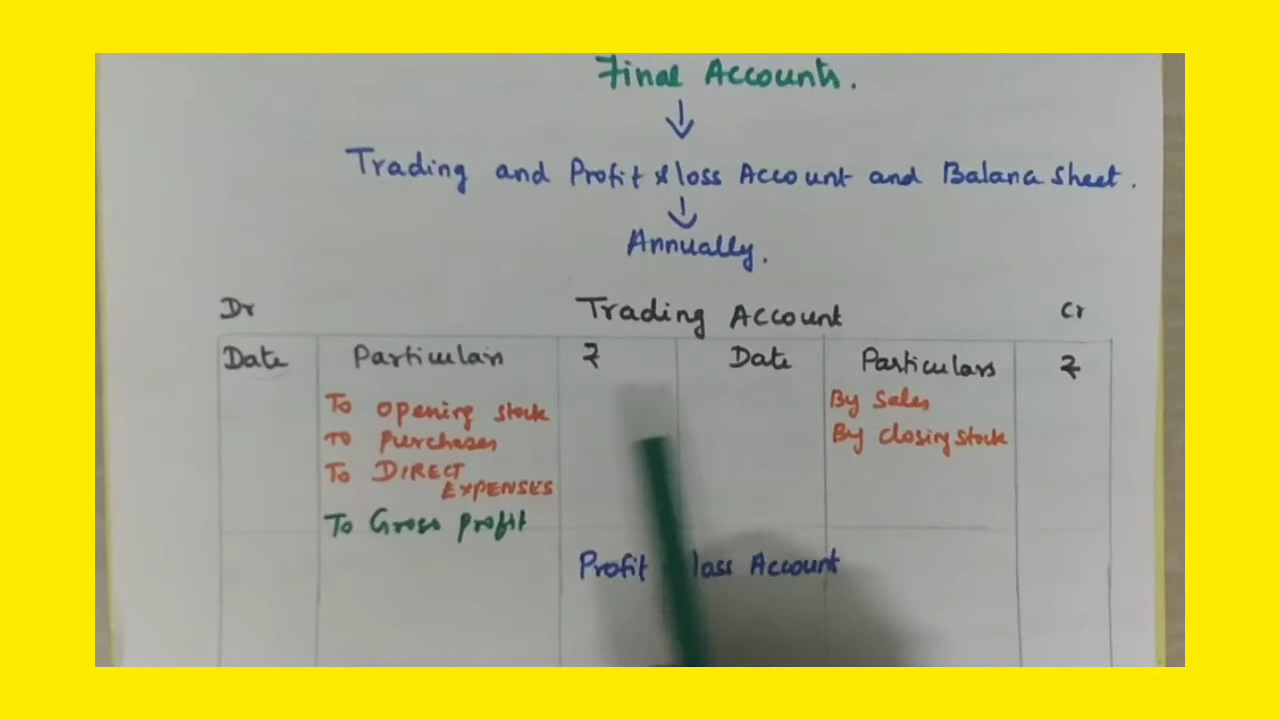 Final Accounts.
Trading and Profit & loss Account and Balance Sheet.
Annually.
Dr Trading Account Cr
Date Particulars ₹ Date Particulars ₹
To opening stock By Sales
To purchases By closing stock
To DIRECT
EXPENSES
To Gross profit
Profit loss Account